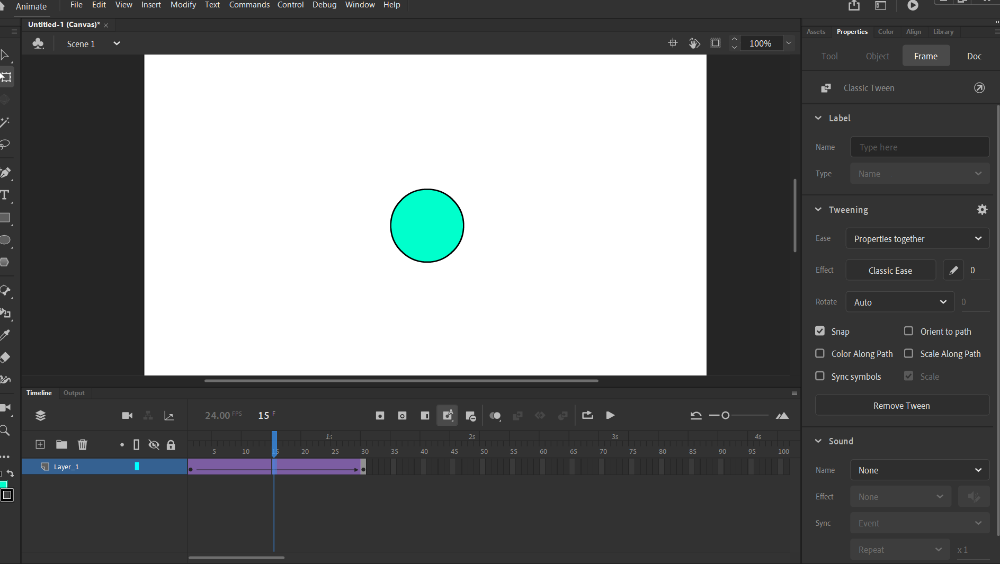 Animate File Edit View Insert Modify Text Commands Control Debug Window Help
Untitled-1 (Canvas)*
Scene 1 100%
Assets Properties Color Align Library
Tool Object Frame Doc
Classic Tween
Label
Name Type here
Type Name
Tweening
Ease Properties together
Effect Classic Ease 0
Rotate Auto 0
Snap Orient to path
Color Along Path Scale Along Path
Sync symbols Scale
Remove Tween
Sound
Name None
Effect None
Sync Event
Repeat x 1
Timeline Output
24.00 FPS 15 F
1s 2s 3s 4s
5 10 15 20 25 30 35 40 45 50 55 60 65 70 75 80 85 90 95 100
Layer_1